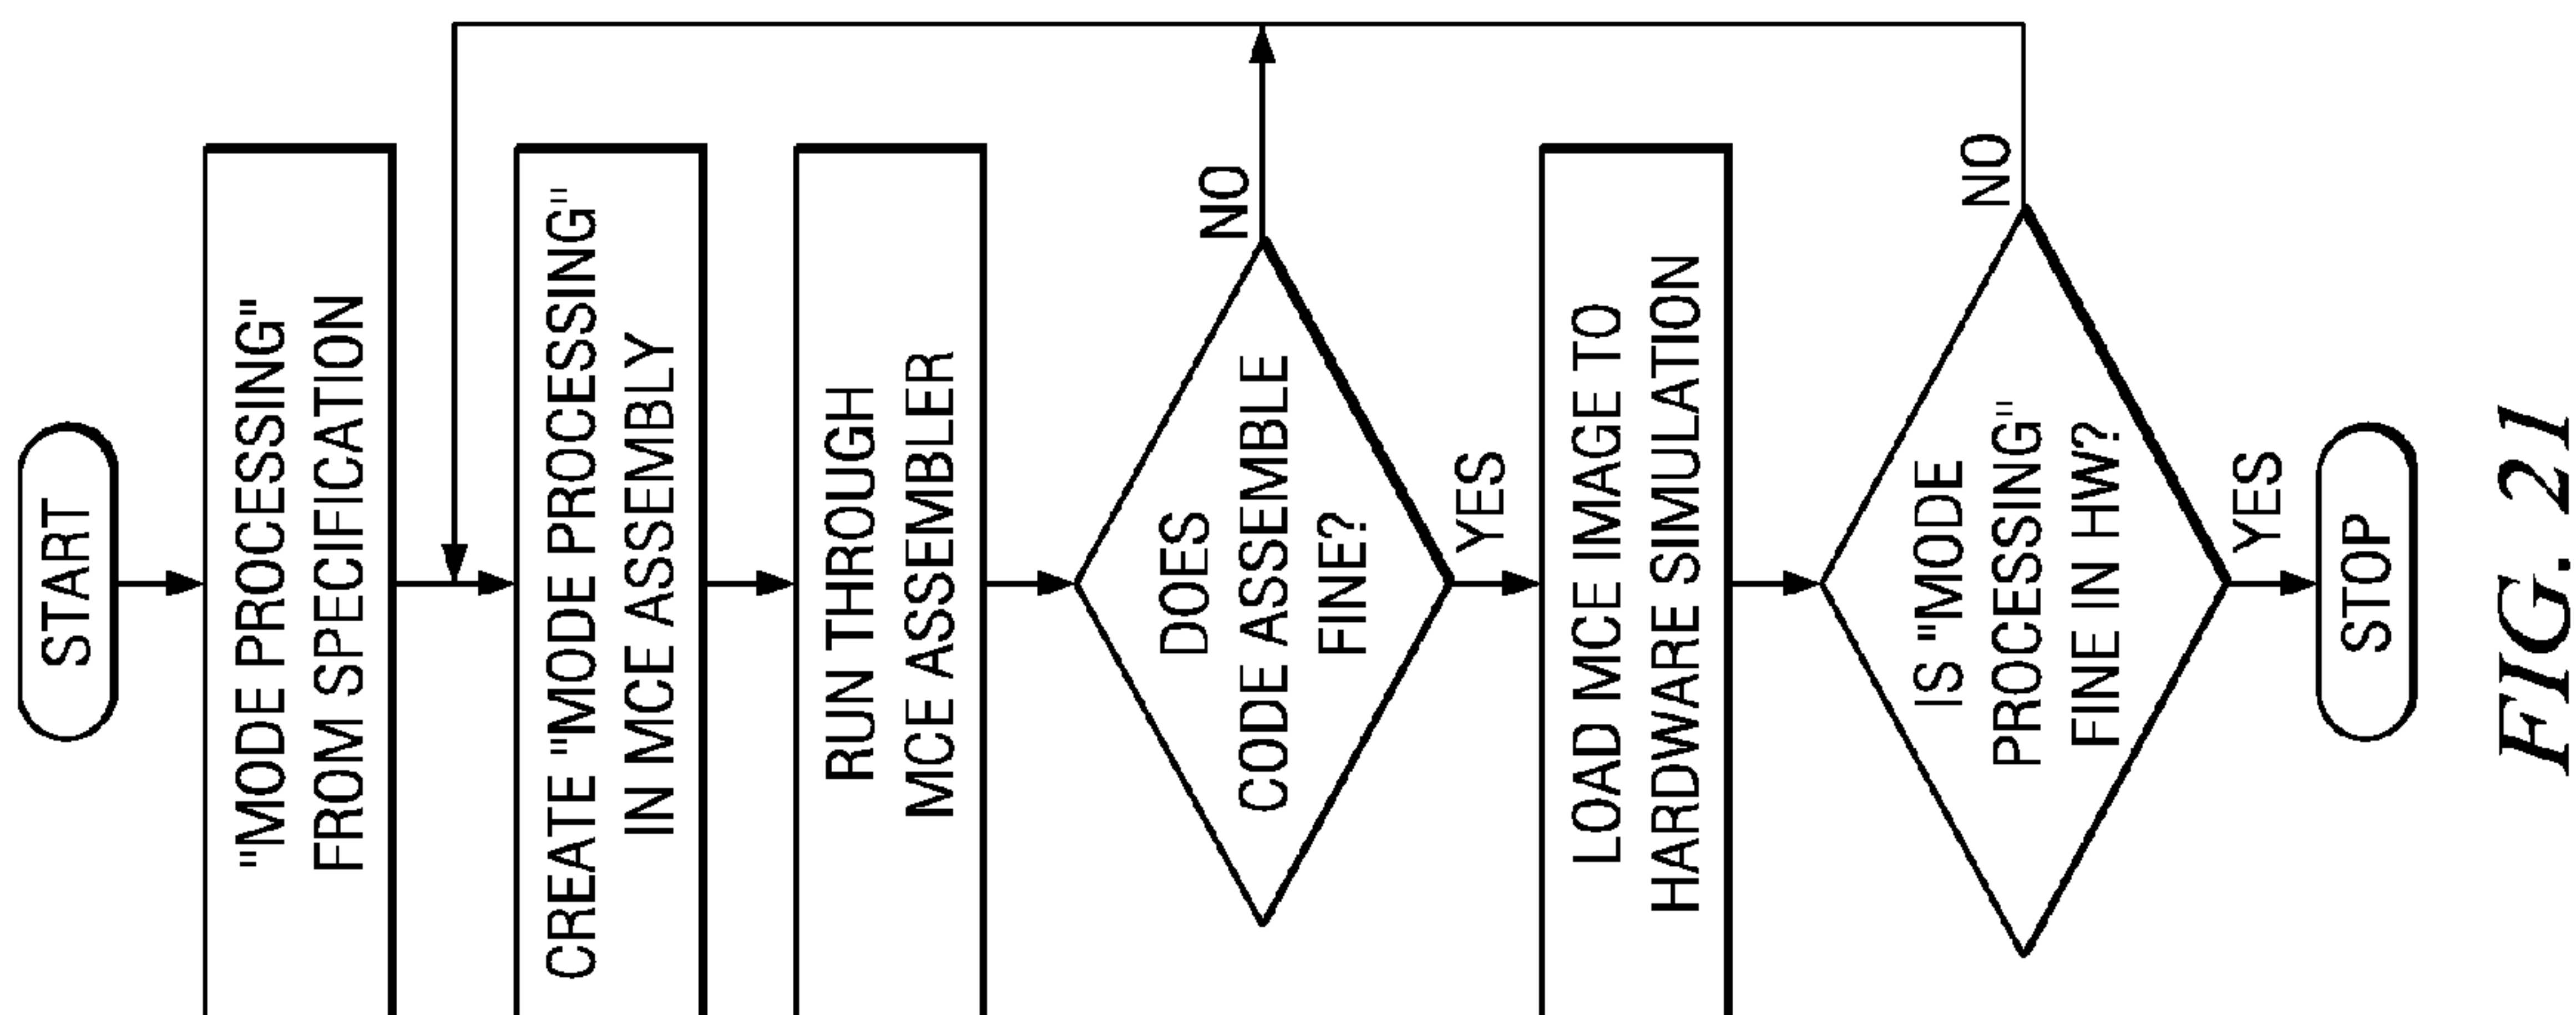 START
"MODE PROCESSING"
FROM SPECIFICATION
CREATE "MODE PROCESSING"
IN MCE ASSEMBLY
RUN THROUGH
MCE ASSEMBLER
DOES
CODE ASSEMBLE
FINE?
NO
YES
LOAD MCE IMAGE TO
HARDWARE SIMULATION
IS "MODE
PROCESSING"
FINE IN HW?
NO
YES
STOP
FIG. 21